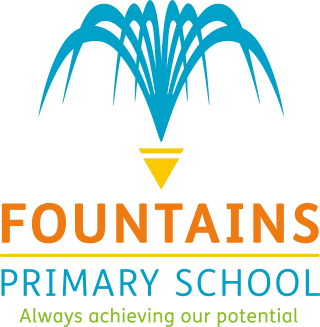 FOUNTAINS
PRIMARY SCHOOL
Always achieving our potential